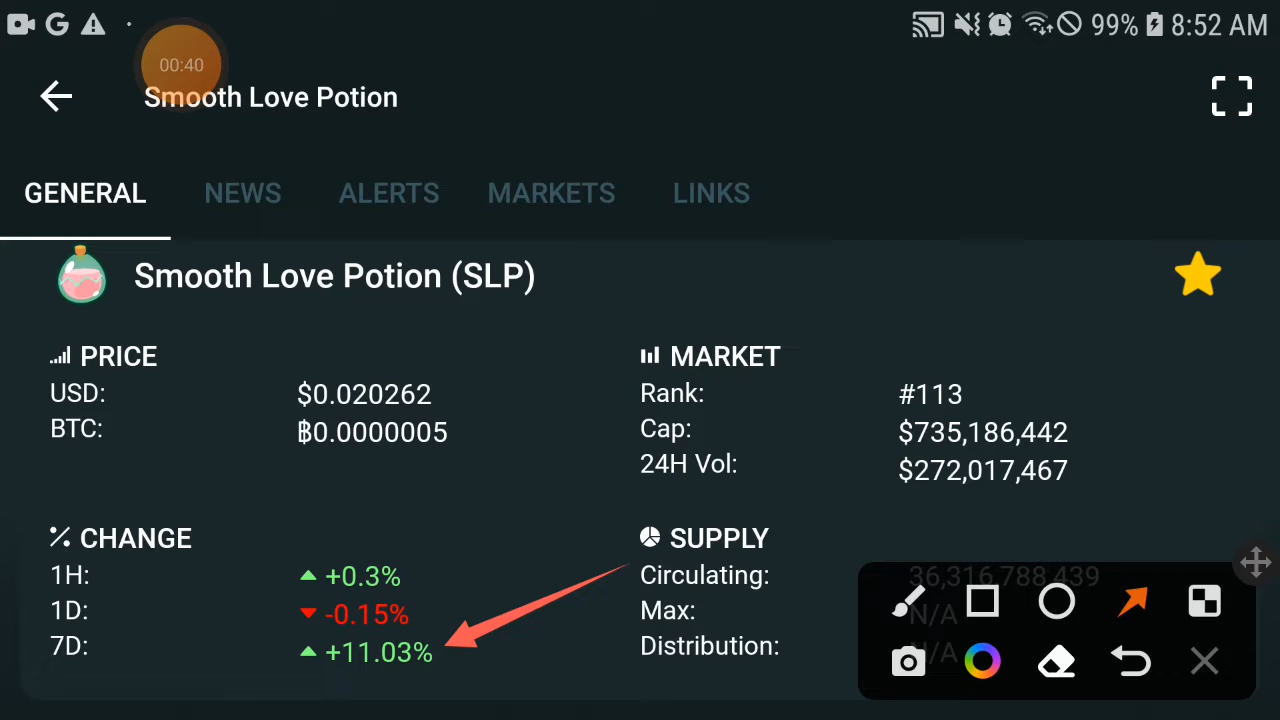 99% 8:52 AM
00:40
Smooth Love Potion
GENERAL NEWS ALERTS MARKETS LINKS
Smooth Love Potion (SLP)
PRICE
USD: $0.020262
BTC: ฿0.0000005
MARKET
Rank: #113
Cap: $735,186,442
24H Vol: $272,017,467
CHANGE
1H: +0.3%
1D: -0.15%
7D: +11.03%
SUPPLY
Circulating: 36,316,788,439
Max: N/A
Distribution: N/A